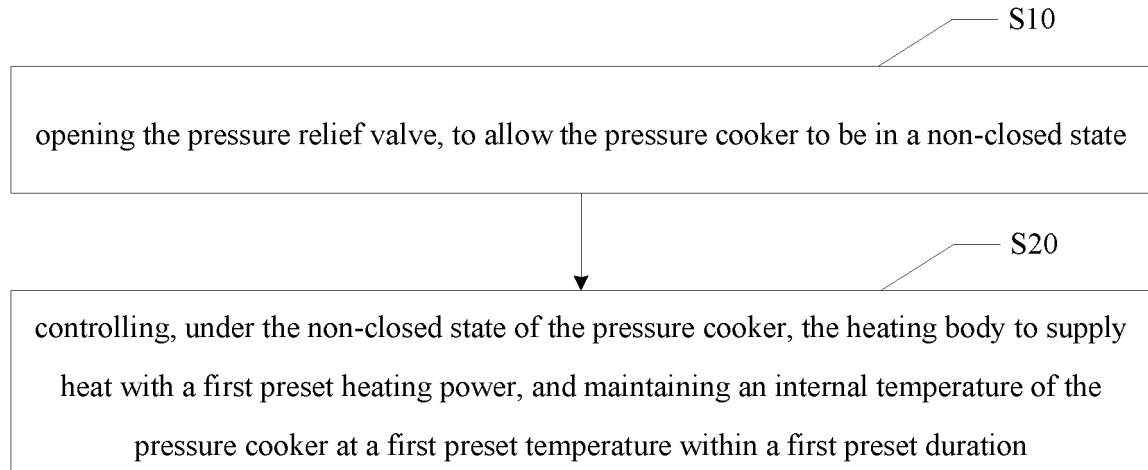 S10
opening the pressure relief valve, to allow the pressure cooker to be in a non-closed state
S20
controlling, under the non-closed state of the pressure cooker, the heating body to supply
heat with a first preset heating power, and maintaining an internal temperature of the
pressure cooker at a first preset temperature within a first preset duration